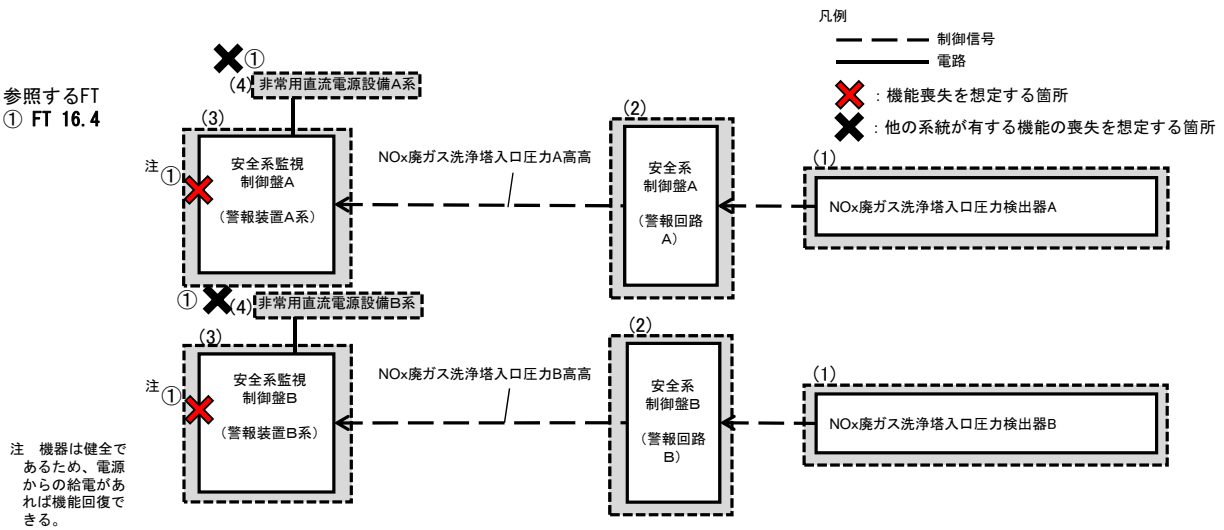 凡例
制御信号
電路
：機能喪失を想定する箇所
：他の系統が有する機能の喪失を想定する箇所
参照するFT
① FT 16.4
①
(4) 非常用直流電源設備A系
(3)
注
①
安全系監視
制御盤A
（警報装置A系）
NOx廃ガス洗浄塔入口圧力A高高
(2)
安全系
制御盤A
（警報回路
A）
(1)
NOx廃ガス洗浄塔入口圧力検出器A
①
(4) 非常用直流電源設備B系
(3)
注
①
安全系監視
制御盤B
（警報装置B系）
NOx廃ガス洗浄塔入口圧力B高高
(2)
安全系
制御盤B
（警報回路
B）
(1)
NOx廃ガス洗浄塔入口圧力検出器B
注　機器は健全で
あるため、電源
からの給電があ
れば機能回復で
きる。